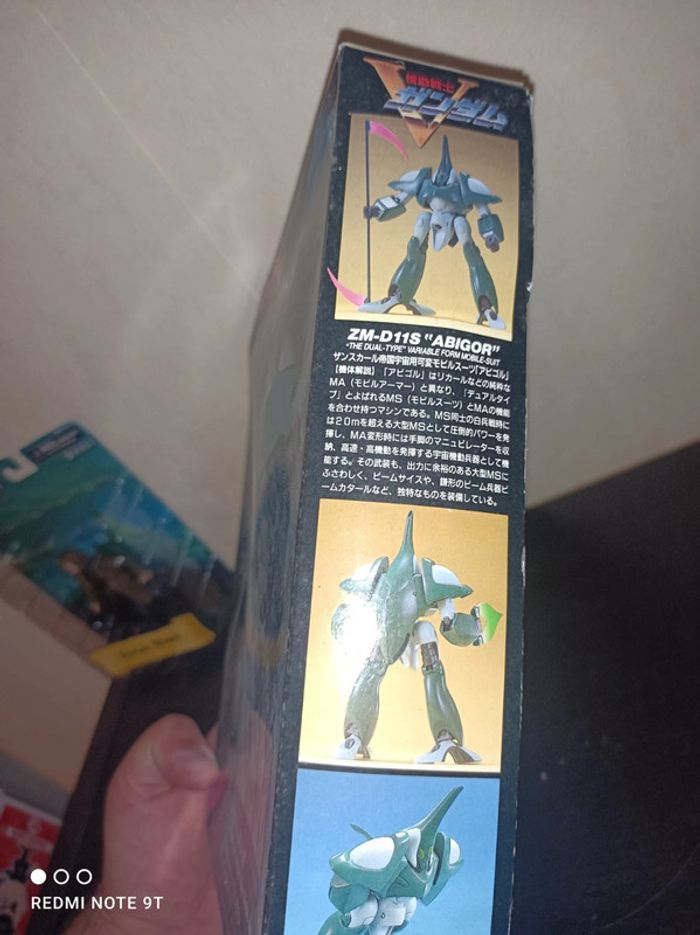 機動戦士
Vガンダム
ZM-D11S "ABIGOR"
"THE DUAL-TYPE" VARIABLE FORM MOBILE-SUIT
ザンスカール帝国宇宙用可変モビルスーツ「アビゴル」
【機体解説】「アビゴル」はリカールなどの純粋な
MA（モビルアーマー）と異なり、「デュアルタイ
プ」とよばれるMS（モビルスーツ）とMAの機能
を合わせ持つマシンである。MS同士の白兵戦時に
は20mを超える大型MSとして圧倒的パワーを発
揮し、MA変形時には手脚のマニュピレーターを収
納、高速・高機動を発揮する宇宙機動兵器として機
能する。その武装も、出力に余裕のある大型MSに
ふさわしく、ビームサイズや、鎌形のビーム兵器ビ
ームカタールなど、独特なものを装備している。
REDMI NOTE 9T